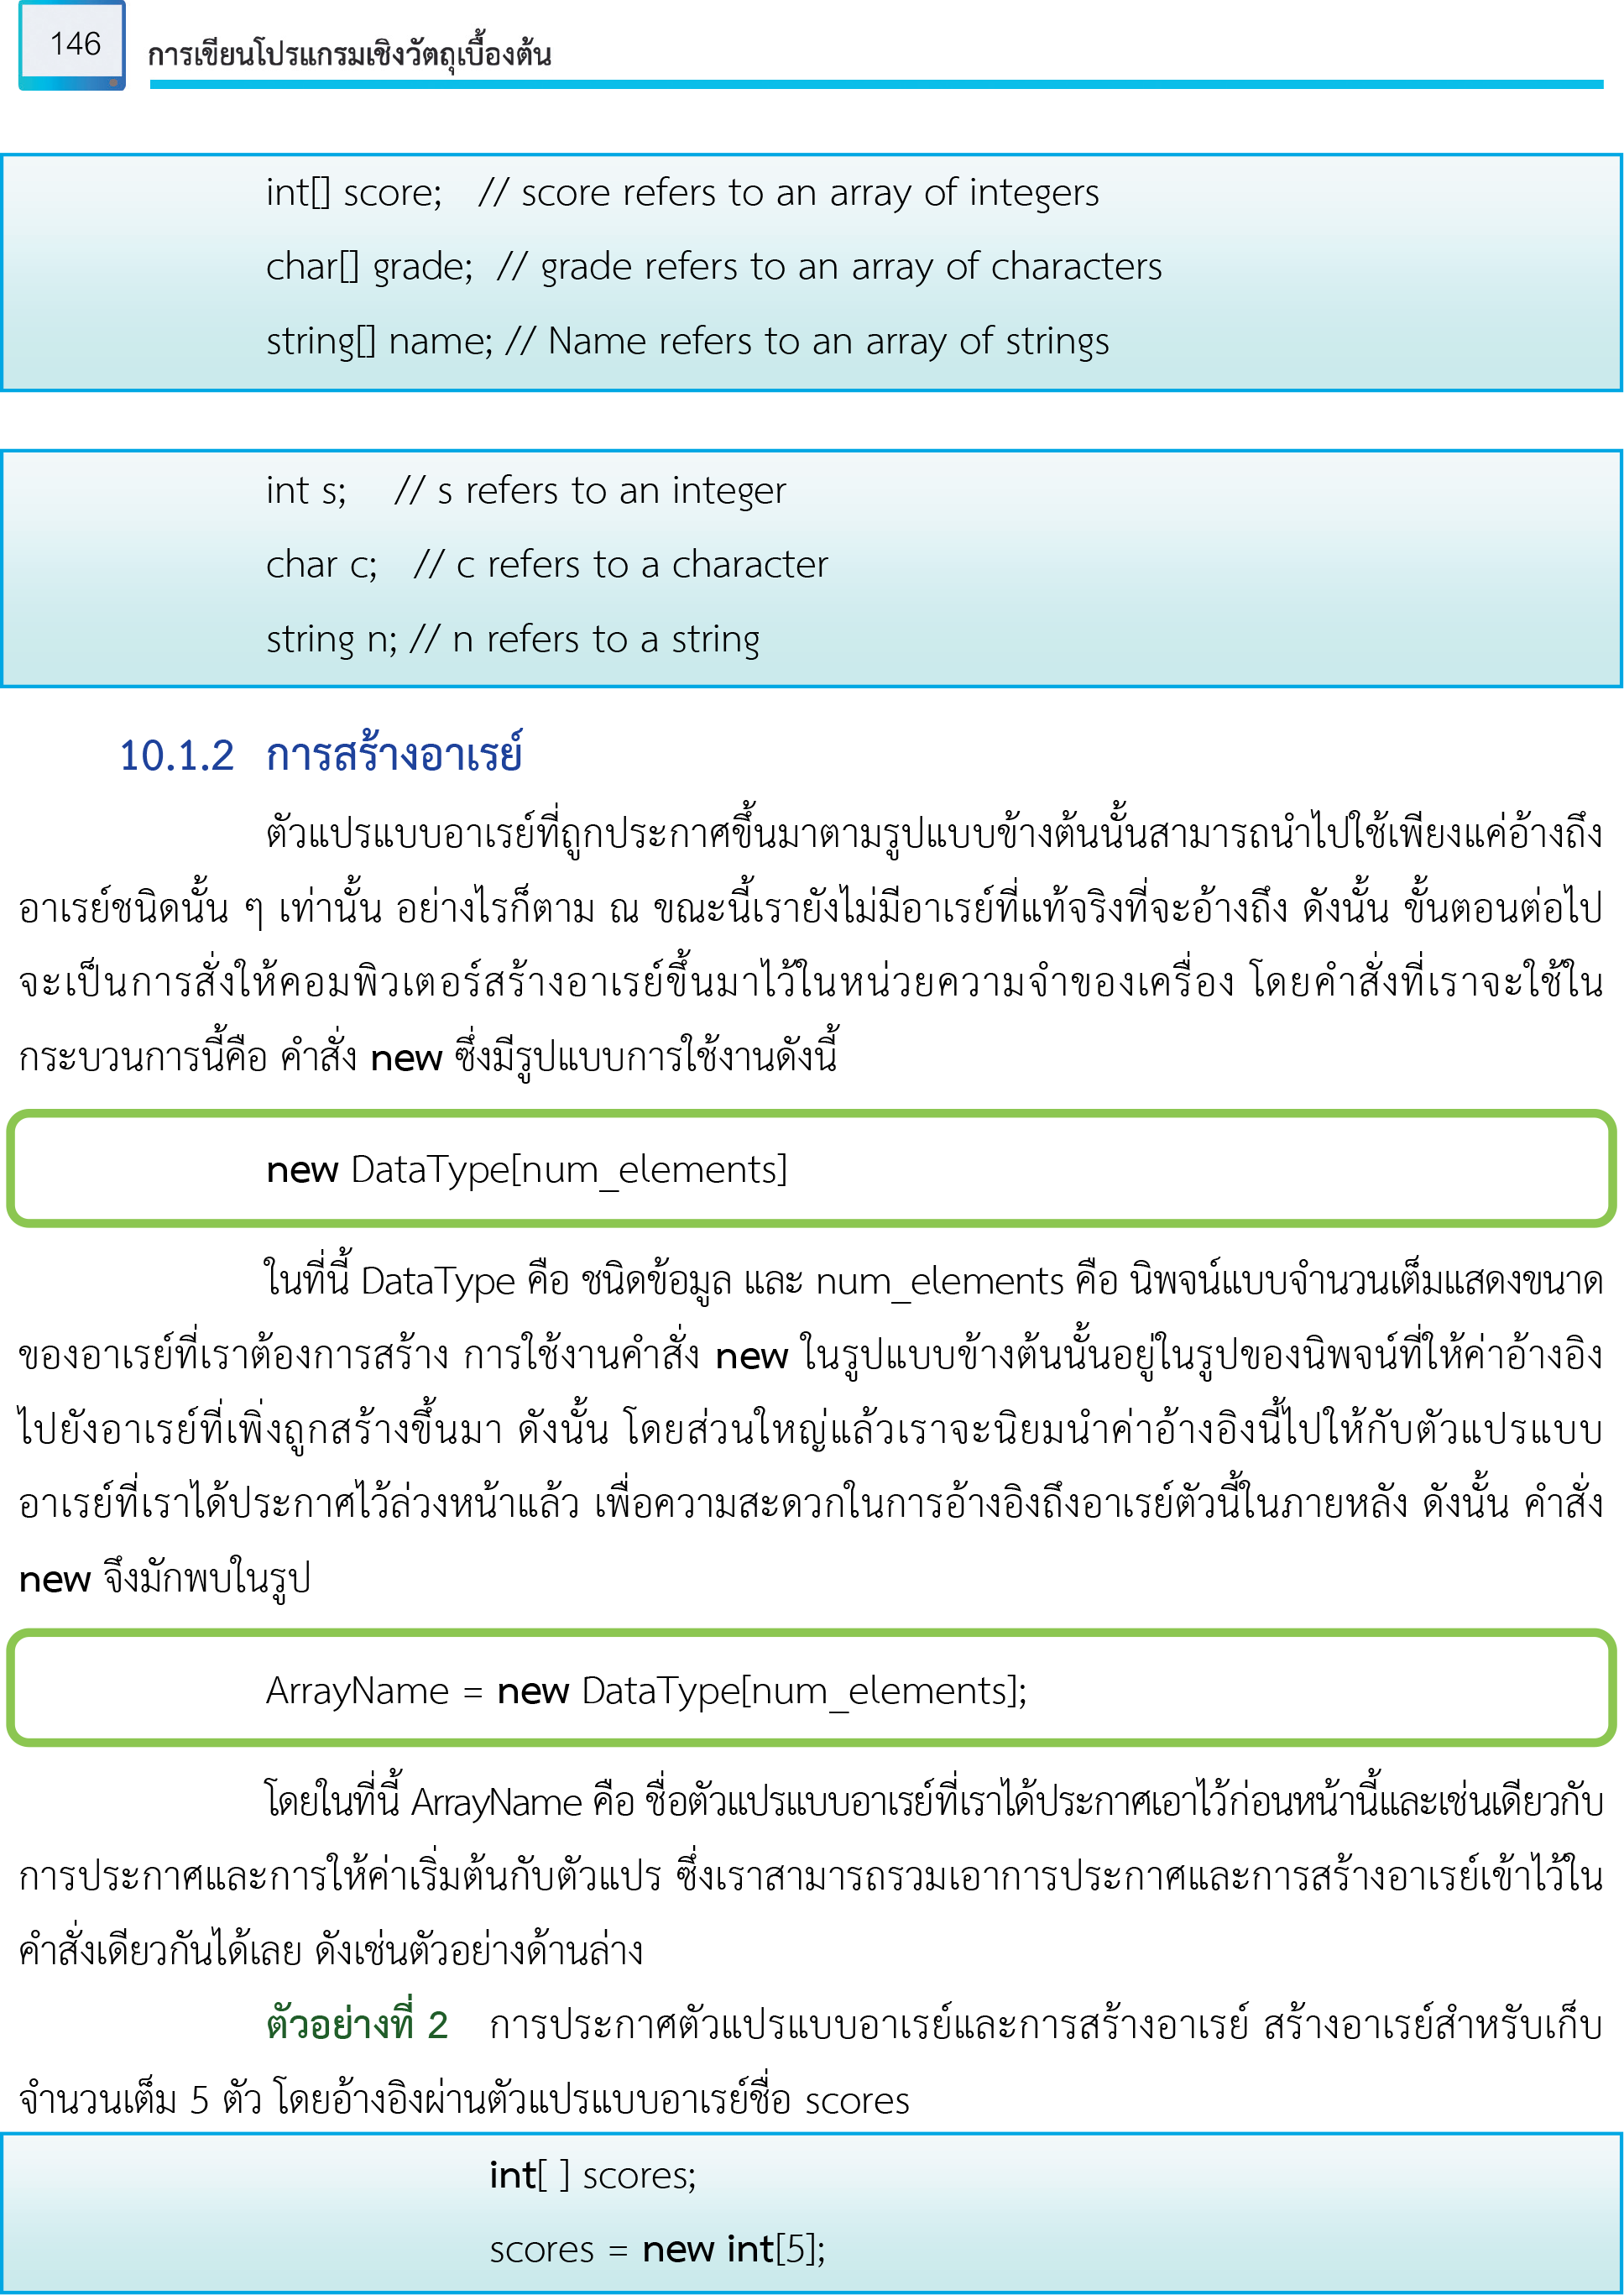 146
การเขียนโปรแกรมเชิงวัตถุเบื้องต้น
int[] score; // score refers to an array of integers
char[] grade; // grade refers to an array of characters
string[] name; // Name refers to an array of strings
int s; // s refers to an integer
char c; // c refers to a character
string n; // n refers to a string
10.1.2 การสร้างอาเรย์
ตัวแปรแบบอาเรย์ที่ถูกประกาศขึ้นมาตามรูปแบบข้างต้นนั้นสามารถนำไปใช้เพียงแค่อ้างถึง
อาเรย์ชนิดนั้น ๆ เท่านั้น อย่างไรก็ตาม ณ ขณะนี้เรายังไม่มีอาเรย์ที่แท้จริงที่จะอ้างถึง ดังนั้น ขั้นตอนต่อไป
จะเป็นการสั่งให้คอมพิวเตอร์สร้างอาเรย์ขึ้นมาไว้ในหน่วยความจำของเครื่อง โดยคำสั่งที่เราจะใช้ใน
กระบวนการนี้คือ คำสั่ง new ซึ่งมีรูปแบบการใช้งานดังนี้
new DataType[num_elements]
ในที่นี้ DataType คือ ชนิดข้อมูล และ num_elements คือ นิพจน์แบบจำนวนเต็มแสดงขนาด
ของอาเรย์ที่เราต้องการสร้าง การใช้งานคำสั่ง new ในรูปแบบข้างต้นนั้นอยู่ในรูปของนิพจน์ที่ให้ค่าอ้างอิง
ไปยังอาเรย์ที่เพิ่งถูกสร้างขึ้นมา ดังนั้น โดยส่วนใหญ่แล้วเราจะนิยมนำค่าอ้างอิงนี้ไปให้กับตัวแปรแบบ
อาเรย์ที่เราได้ประกาศไว้ล่วงหน้าแล้ว เพื่อความสะดวกในการอ้างอิงถึงอาเรย์ตัวนี้ในภายหลัง ดังนั้น คำสั่ง
new จึงมักพบในรูป
ArrayName = new DataType[num_elements];
โดยในที่นี้ ArrayName คือ ชื่อตัวแปรแบบอาเรย์ที่เราได้ประกาศเอาไว้ก่อนหน้านี้และเช่นเดียวกับ
การประกาศและการให้ค่าเริ่มต้นกับตัวแปร ซึ่งเราสามารถรวมเอาการประกาศและการสร้างอาเรย์เข้าไว้ใน
คำสั่งเดียวกันได้เลย ดังเช่นตัวอย่างด้านล่าง
ตัวอย่างที่ 2 การประกาศตัวแปรแบบอาเรย์และการสร้างอาเรย์ สร้างอาเรย์สำหรับเก็บ
จำนวนเต็ม 5 ตัว โดยอ้างอิงผ่านตัวแปรแบบอาเรย์ชื่อ scores
int[ ] scores;
scores = new int[5];